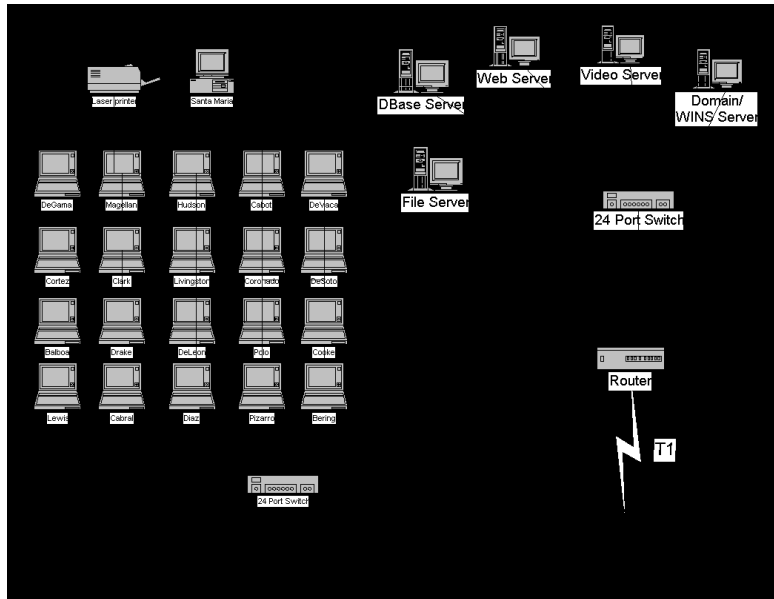 Laser printer
Santa Maria
DBase Server
Web Server
Video Server
Domain/
WINS Server
DeGama
Magellan
Hudson
Cabot
DeVaca
File Server
24 Port Switch
Cortez
Clark
Livingston
Coronado
DeSoto
Balboa
Drake
DeLeon
Polo
Cooke
Router
Lewis
Cabral
Diaz
Pizarro
Bering
T1
24 Port Switch